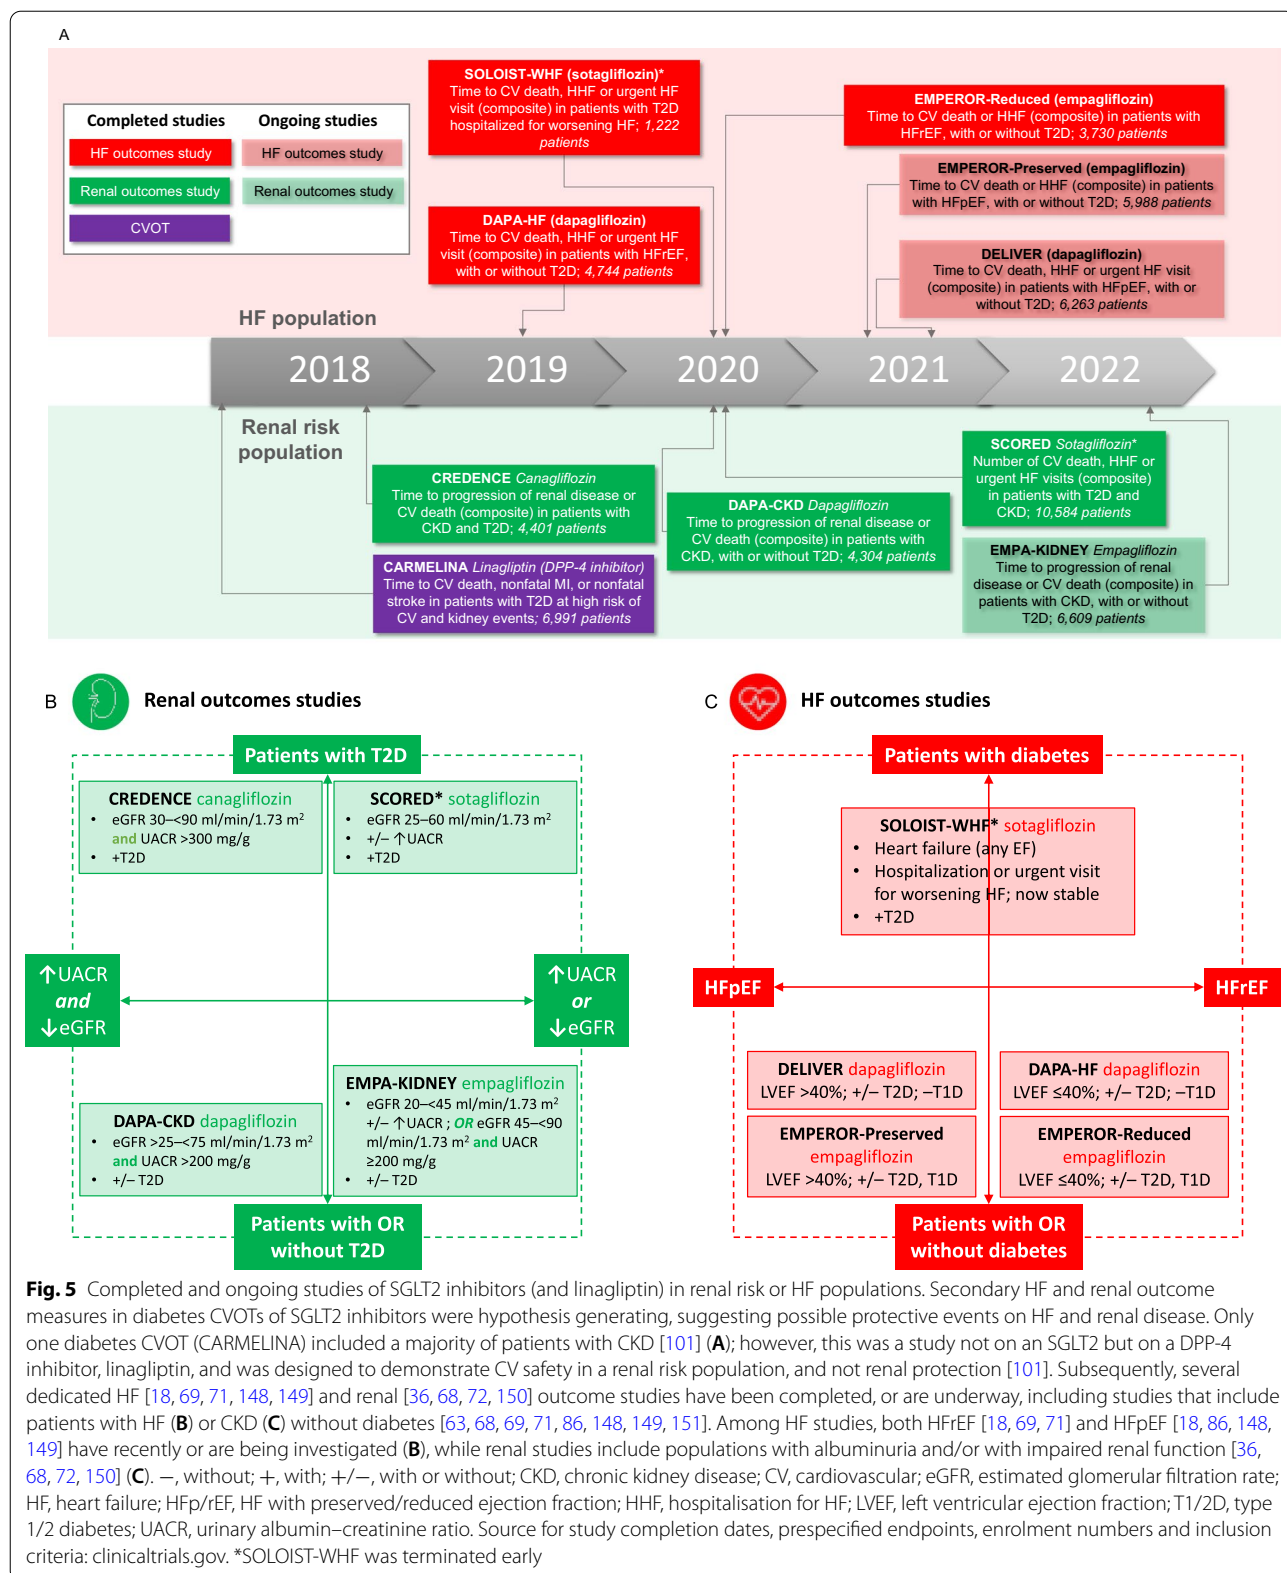 A
Completed studies
Ongoing studies
HF outcomes study
HF outcomes study
Renal outcomes study
Renal outcomes study
CVOT
SOLOIST-WHF (sotagliflozin)*
Time to CV death, HHF or urgent HF
visit (composite) in patients with T2D
hospitalized for worsening HF; 1,222
patients
DAPA-HF (dapagliflozin)
Time to CV death, HHF or urgent HF
visit (composite) in patients with HFrEF,
with or without T2D; 4,744 patients
EMPEROR-Reduced (empagliflozin)
Time to CV death or HHF (composite) in patients with
HFrEF, with or without T2D; 3,730 patients
EMPEROR-Preserved (empagliflozin)
Time to CV death or HHF (composite) in patients
with HFpEF, with or without T2D; 5,988 patients
DELIVER (dapagliflozin)
Time to CV death, HHF or urgent HF visit
(composite) in patients with HFpEF, with or
without T2D; 6,263 patients
HF population
2018
2019
2020
2021
2022
Renal risk
population
CREDENCE Canagliflozin
Time to progression of renal disease or
CV death (composite) in patients with
CKD and T2D; 4,401 patients
CARMELINA Linagliptin (DPP-4 inhibitor)
Time to CV death, nonfatal MI, or nonfatal
stroke in patients with T2D at high risk of
CV and kidney events; 6,991 patients
DAPA-CKD Dapagliflozin
Time to progression of renal disease or
CV death (composite) in patients with
CKD, with or without T2D; 4,304 patients
SCORED Sotagliflozin*
Number of CV death, HHF or
urgent HF visits (composite)
in patients with T2D and
CKD; 10,584 patients
EMPA-KIDNEY Empagliflozin
Time to progression of renal
disease or CV death (composite) in
patients with CKD, with or without
T2D; 6,609 patients
B
Renal outcomes studies
Patients with T2D
CREDENCE canagliflozin
• eGFR 30–<90 ml/min/1.73 m²
and UACR >300 mg/g
• +T2D
SCORED* sotagliflozin
• eGFR 25–60 ml/min/1.73 m²
• +/– ↑UACR
• +T2D
↑UACR
and
↓eGFR
↑UACR
or
↓eGFR
DAPA-CKD dapagliflozin
• eGFR >25–<75 ml/min/1.73 m²
and UACR >200 mg/g
• +/– T2D
EMPA-KIDNEY empagliflozin
• eGFR 20–<45 ml/min/1.73 m²
+/– ↑UACR ; OR eGFR 45–<90
ml/min/1.73 m² and UACR
≥200 mg/g
• +/– T2D
Patients with OR
without T2D
C
HF outcomes studies
Patients with diabetes
SOLOIST-WHF* sotagliflozin
• Heart failure (any EF)
• Hospitalization or urgent visit
for worsening HF; now stable
• +T2D
HFpEF
HFrEF
DELIVER dapagliflozin
LVEF >40%; +/– T2D; –T1D
DAPA-HF dapagliflozin
LVEF ≤40%; +/– T2D; –T1D
EMPEROR-Preserved
empagliflozin
LVEF >40%; +/– T2D, T1D
EMPEROR-Reduced
empagliflozin
LVEF ≤40%; +/– T2D, T1D
Patients with OR
without diabetes
Fig. 5 Completed and ongoing studies of SGLT2 inhibitors (and linagliptin) in renal risk or HF populations. Secondary HF and renal outcome
measures in diabetes CVOTs of SGLT2 inhibitors were hypothesis generating, suggesting possible protective events on HF and renal disease. Only
one diabetes CVOT (CARMELINA) included a majority of patients with CKD [101] (A); however, this was a study not on an SGLT2 but on a DPP-4
inhibitor, linagliptin, and was designed to demonstrate CV safety in a renal risk population, and not renal protection [101]. Subsequently, several
dedicated HF [18, 69, 71, 148, 149] and renal [36, 68, 72, 150] outcome studies have been completed, or are underway, including studies that include
patients with HF (B) or CKD (C) without diabetes [63, 68, 69, 71, 86, 148, 149, 151]. Among HF studies, both HFrEF [18, 69, 71] and HFpEF [18, 86, 148,
149] have recently or are being investigated (B), while renal studies include populations with albuminuria and/or with impaired renal function [36,
68, 72, 150] (C). −, without; +, with; +/−, with or without; CKD, chronic kidney disease; CV, cardiovascular; eGFR, estimated glomerular filtration rate;
HF, heart failure; HFp/rEF, HF with preserved/reduced ejection fraction; HHF, hospitalisation for HF; LVEF, left ventricular ejection fraction; T1/2D, type
1/2 diabetes; UACR, urinary albumin–creatinine ratio. Source for study completion dates, prespecified endpoints, enrolment numbers and inclusion
criteria: clinicaltrials.gov. *SOLOIST-WHF was terminated early